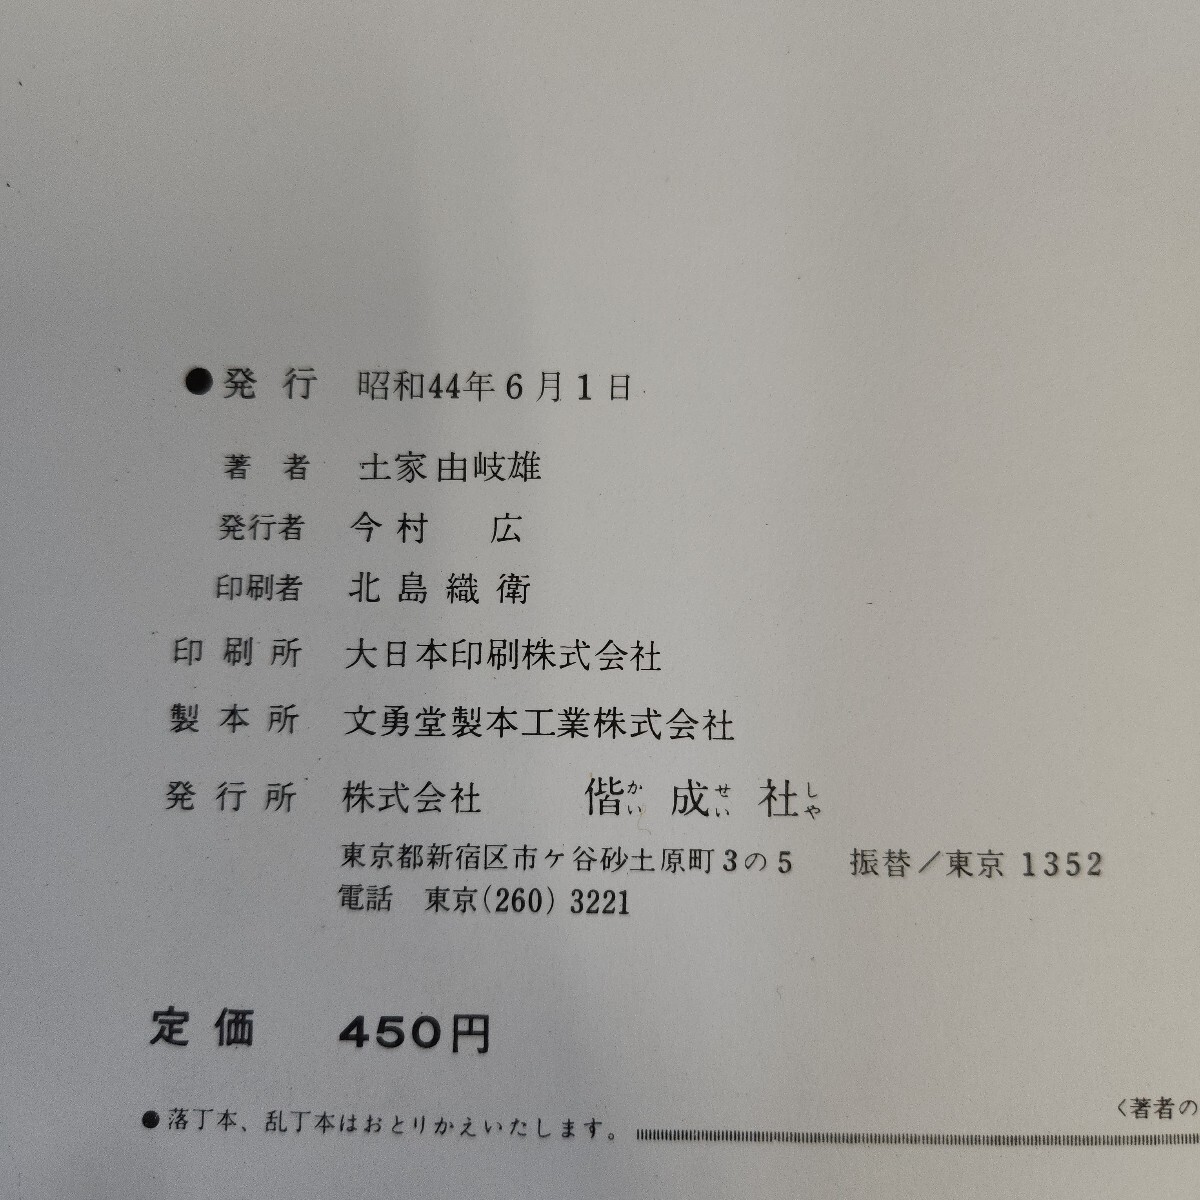 ●発行 昭和44年6月1日
著者 土家由岐雄
発行者 今村 広
印刷者 北島織衛
印刷所 大日本印刷株式会社
製本所 文勇堂製本工業株式会社
発行所 株式会社 偕かい成せい社しや
東京都新宿区市ケ谷砂土原町3の5 振替/東京 1352
電話 東京(260) 3221
定価 450円
〈著者の
●落丁本、乱丁本はおとりかえいたします。